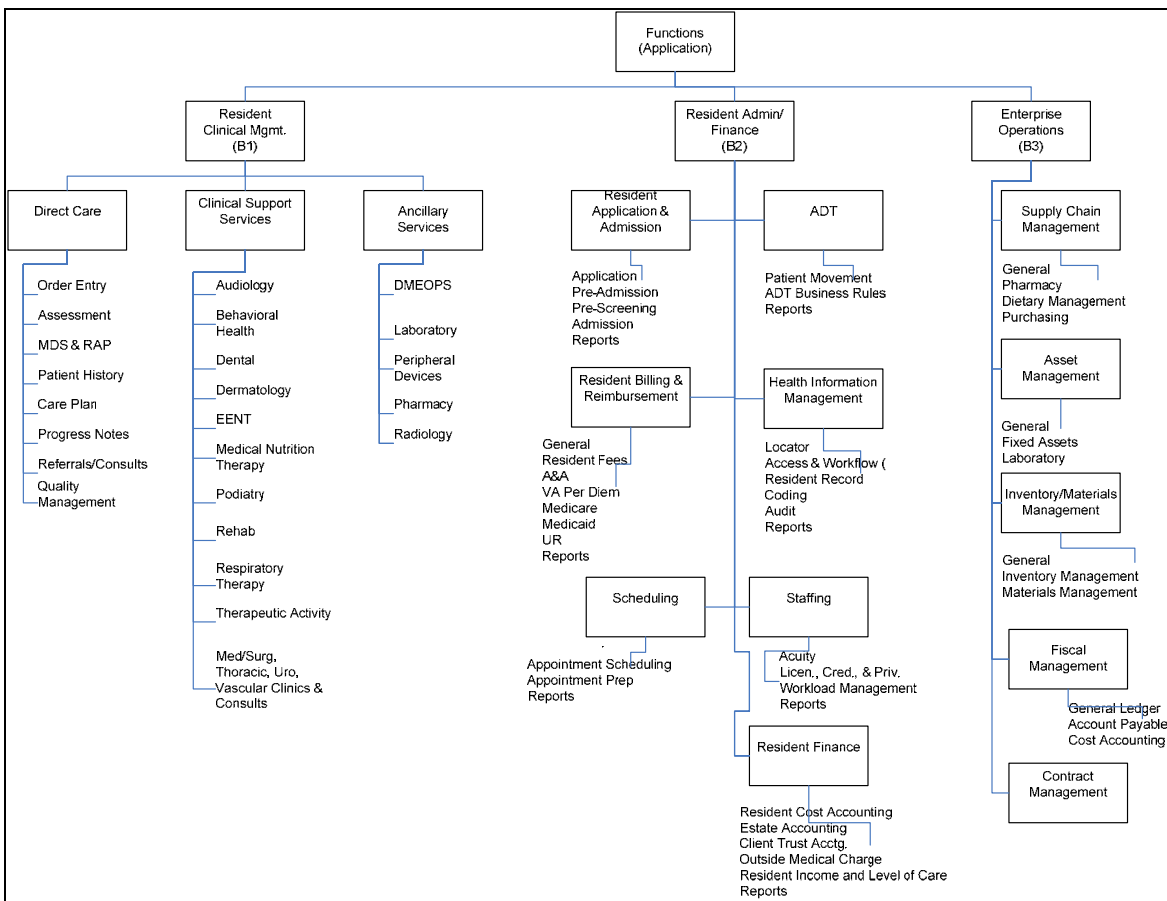 Functions
(Application)
Resident
Clinical Mgmt.
(B1)
Resident Admin/
Finance
(B2)
Enterprise
Operations
(B3)
Direct Care
Clinical Support
Services
Ancillary
Services
Resident
Application &
Admission
ADT
Supply Chain
Management
Order Entry
Assessment
MDS & RAP
Patient History
Care Plan
Progress Notes
Referrals/Consults
Quality
Management
Audiology
Behavioral
Health
Dental
Dermatology
EENT
Medical Nutrition
Therapy
Podiatry
Rehab
Respiratory
Therapy
Therapeutic Activity
Med/Surg,
Thoracic, Uro,
Vascular Clinics &
Consults
DMEOPS
Laboratory
Peripheral
Devices
Pharmacy
Radiology
Application
Pre-Admission
Pre-Screening
Admission
Reports
Patient Movement
ADT Business Rules
Reports
General
Pharmacy
Dietary Management
Purchasing
Resident Billing &
Reimbursement
Health Information
Management
Asset
Management
General
Resident Fees
A&A
VA Per Diem
Medicare
Medicaid
UR
Reports
Locator
Access & Workflow (
Resident Record
Coding
Audit
Reports
General
Fixed Assets
Laboratory
Inventory/Materials
Management
General
Inventory Management
Materials Management
Scheduling
Staffing
Appointment Scheduling
Appointment Prep
Reports
Acuity
Licen., Cred., & Priv.
Workload Management
Reports
Fiscal
Management
General Ledger
Account Payable
Cost Accounting
Resident Finance
Resident Cost Accounting
Estate Accounting
Client Trust Acctg.
Outside Medical Charge
Resident Income and Level of Care
Reports
Contract
Management